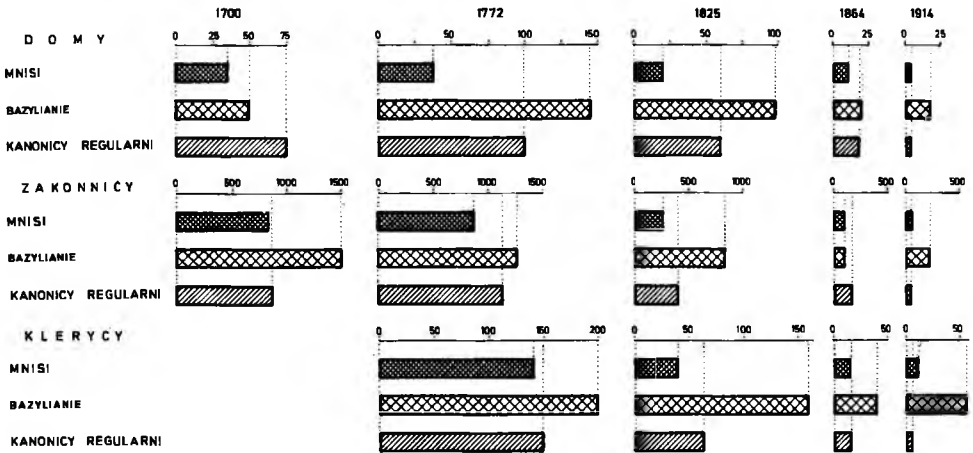 1700 1772 1825 1864 1914
DOMY 0 25 50 75 0 50 100 150 0 50 100 0 25 0 25
MNISI
BAZYLIANIE
KANONICY REGULARNI
ZAKONNICY 0 500 1000 1500 0 500 1000 1500 0 500 1000 0 500 0 500
MNISI
BAZYLIANIE
KANONICY REGULARNI
KLERYCY 0 50 100 150 200 0 50 100 150 0 50 0 50
MNISI
BAZYLIANIE
KANONICY REGULARNI